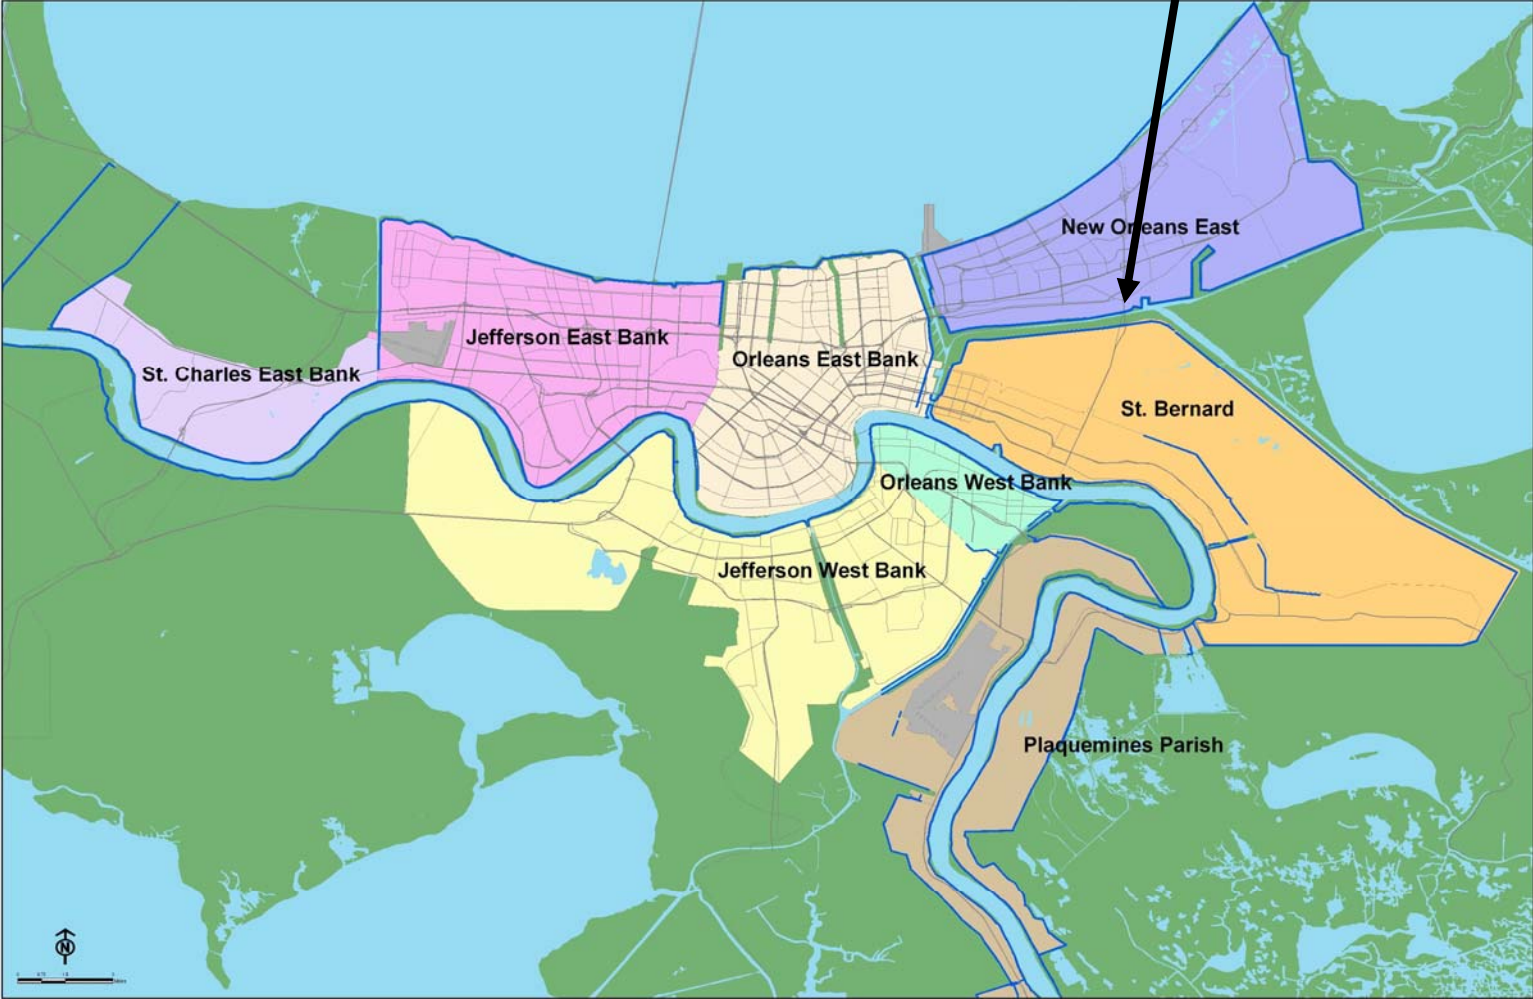 New Orleans East
Jefferson East Bank
Orleans East Bank
St. Charles East Bank
St. Bernard
Orleans West Bank
Jefferson West Bank
Plaquemines Parish
N